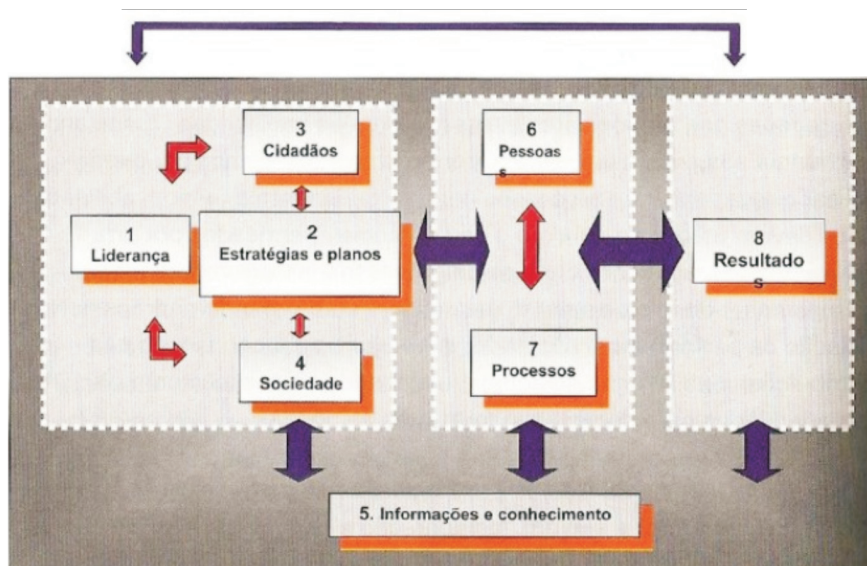 3
Cidadãos
6
Pessoa
s
1
Liderança
2
Estratégias e planos
8
Resultado
s
4
Sociedade
7
Processos
5. Informações e conhecimento